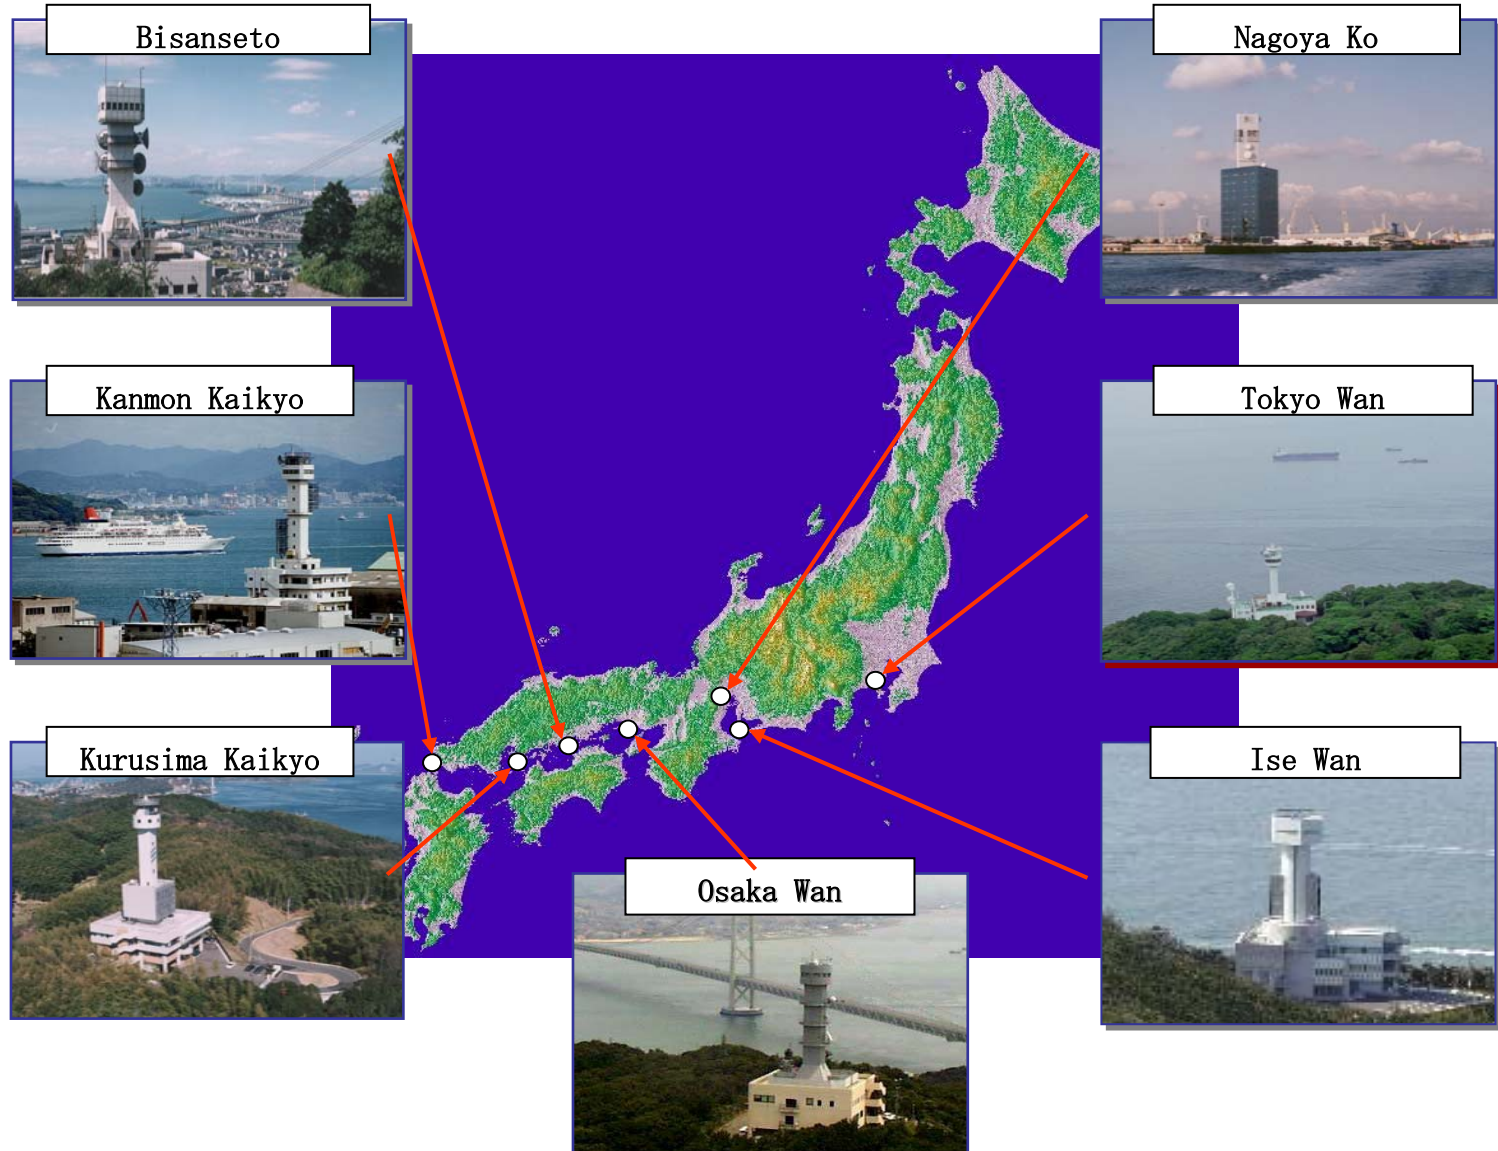 Bisanseto
Nagoya Ko
Kanmon Kaikyo
Tokyo Wan
Kurusima Kaikyo
Ise Wan
Osaka Wan